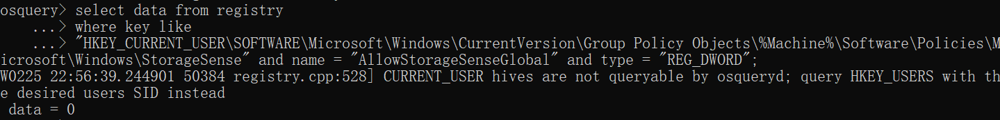 osquery> select data from registry
    ...> where key like
    ...> "HKEY_CURRENT_USER\SOFTWARE\Microsoft\Windows\CurrentVersion\Group Policy Objects\%Machine%\Software\Policies\M
icrosoft\Windows\StorageSense" and name = "AllowStorageSenseGlobal" and type = "REG_DWORD";
W0225 22:56:39.244901 50384 registry.cpp:528] CURRENT_USER hives are not queryable by osqueryd; query HKEY_USERS with th
e desired users SID instead
 data = 0